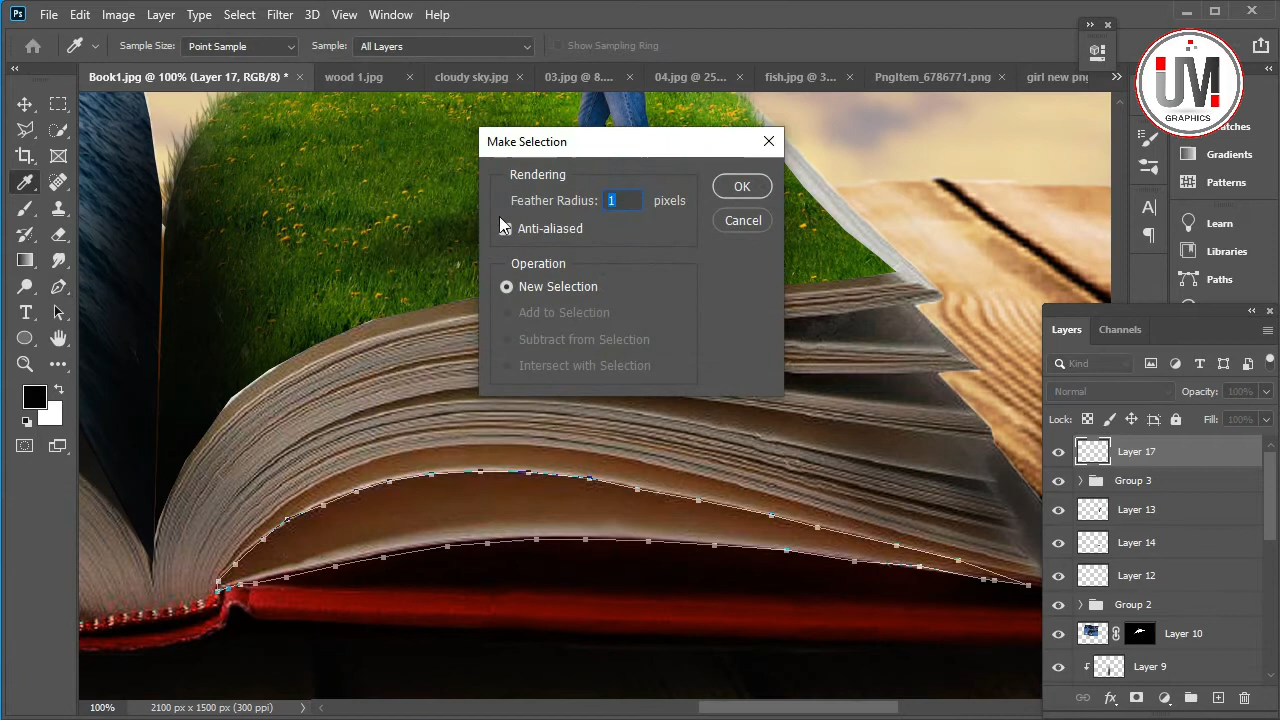 Ps File Edit Image Layer Type Select Filter 3D View Window Help
Sample Size: Point Sample Sample: All Layers Show Sampling Ring
Book1.jpg @ 100% (Layer 17, RGB/8) * wood 1.jpg cloudy sky.jpg 03.jpg @ 8.... 04.jpg @ 25... fish.jpg @ 3... PngItem_6786771.png girl new png
UM
GRAPHICS
Make Selection
Rendering
Feather Radius: 1 pixels
Anti-aliased
OK
Cancel
Operation
New Selection
Add to Selection
Subtract from Selection
Intersect with Selection
Gradients
Patterns
Learn
Libraries
Paths
Layers Channels
Kind
Normal Opacity: 100%
Lock: Fill: 100%
Layer 17
Group 3
Layer 13
Layer 14
Layer 12
Group 2
Layer 10
Layer 9
100% 2100 px x 1500 px (300 ppi)